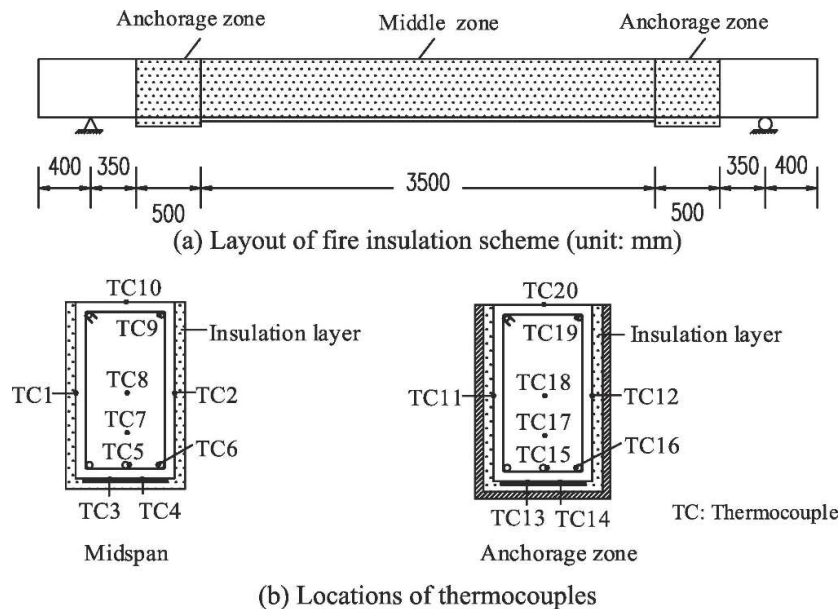 Anchorage zone
Middle zone
Anchorage zone
400
350
500
3500
500
350
400
(a) Layout of fire insulation scheme (unit: mm)
TC10
TC9
Insulation layer
TC1
TC8
TC2
TC7
TC5
TC6
TC3
TC4
Midspan
TC20
TC19
Insulation layer
TC11
TC18
TC12
TC17
TC15
TC16
TC13
TC14
TC: Thermocouple
Anchorage zone
(b) Locations of thermocouples